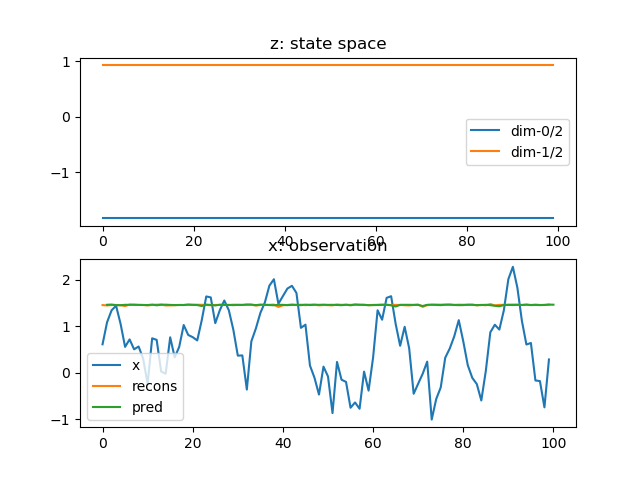 z: state space
1
0
−1
dim-0/2
dim-1/2
0 20 40 60 80 100
x: observation
2
1
0
−1
x
recons
pred
0 20 40 60 80 100